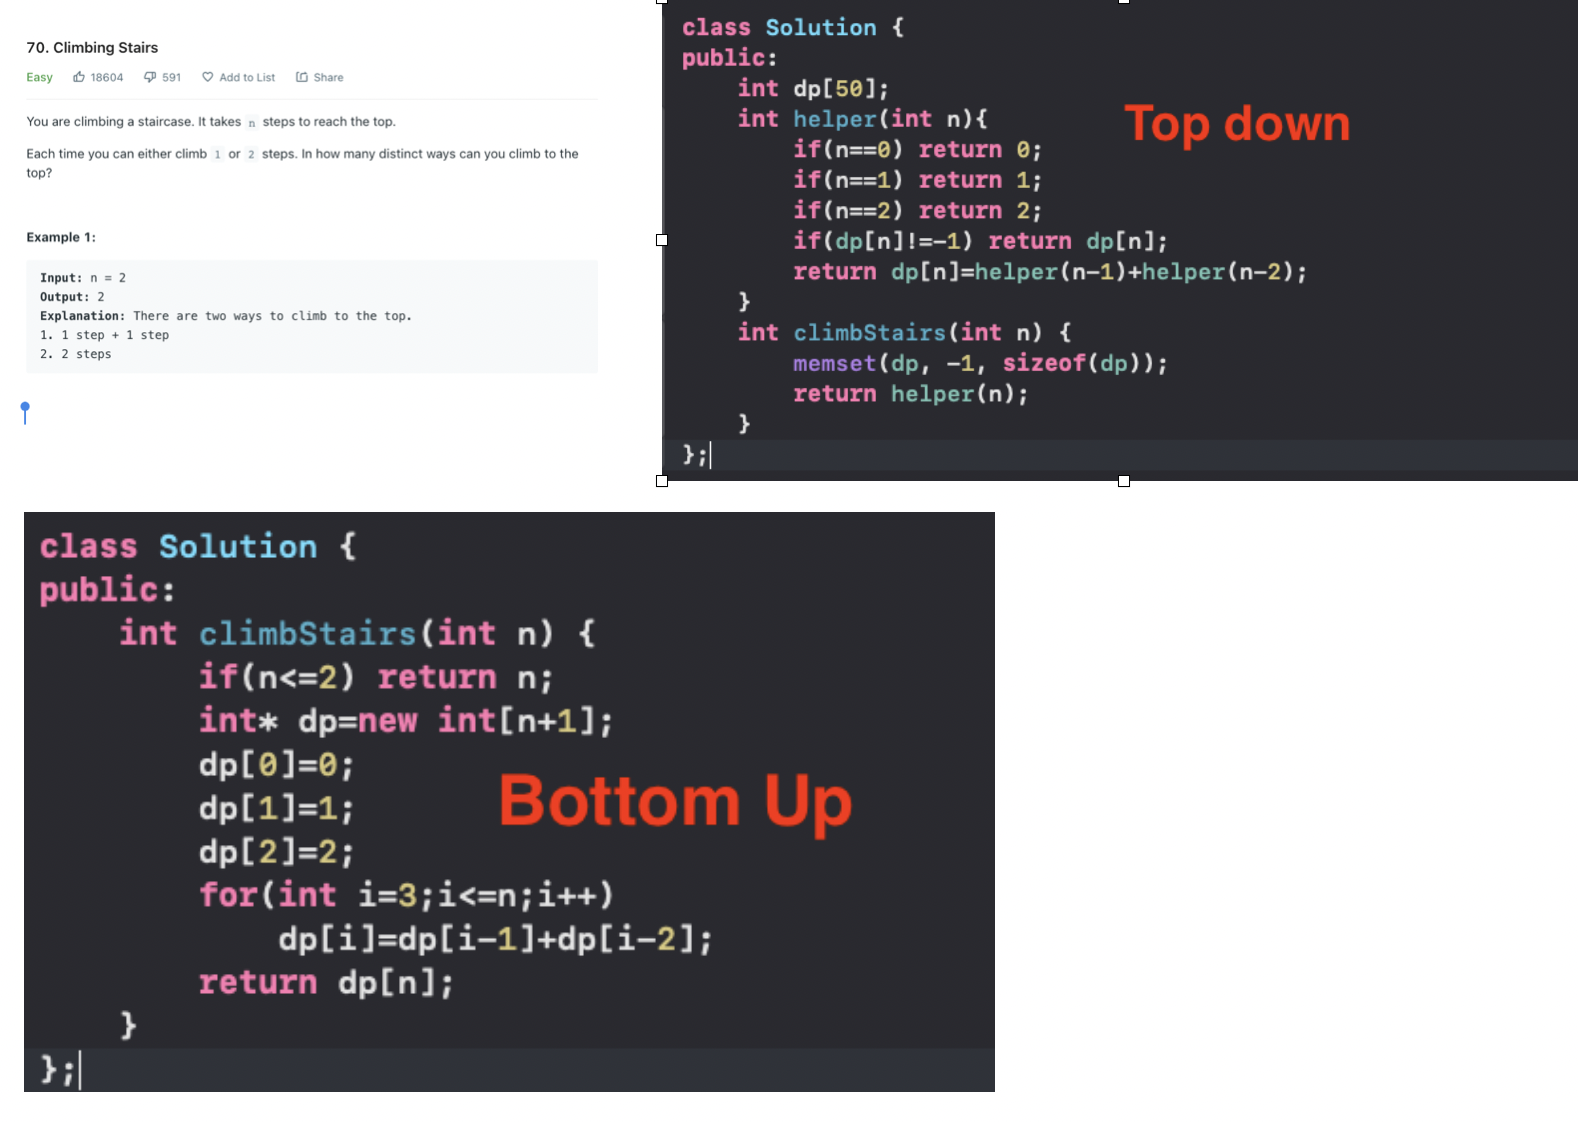 70. Climbing Stairs
Easy 18604 591 Add to List Share
You are climbing a staircase. It takes n steps to reach the top.
Each time you can either climb 1 or 2 steps. In how many distinct ways can you climb to the
top?
Example 1:
Input: n = 2
Output: 2
Explanation: There are two ways to climb to the top.
1. 1 step + 1 step
2. 2 steps
class Solution {
public:
    int dp[50];
    int helper(int n){
        if(n==0) return 0;
        if(n==1) return 1;
        if(n==2) return 2;
        if(dp[n]!=-1) return dp[n];
        return dp[n]=helper(n-1)+helper(n-2);
    }
    int climbStairs(int n) {
        memset(dp, -1, sizeof(dp));
        return helper(n);
    }
};
Top down
class Solution {
public:
    int climbStairs(int n) {
        if(n<=2) return n;
        int* dp=new int[n+1];
        dp[0]=0;
        dp[1]=1;
        dp[2]=2;
        for(int i=3;i<=n;i++)
            dp[i]=dp[i-1]+dp[i-2];
        return dp[n];
    }
};
Bottom Up